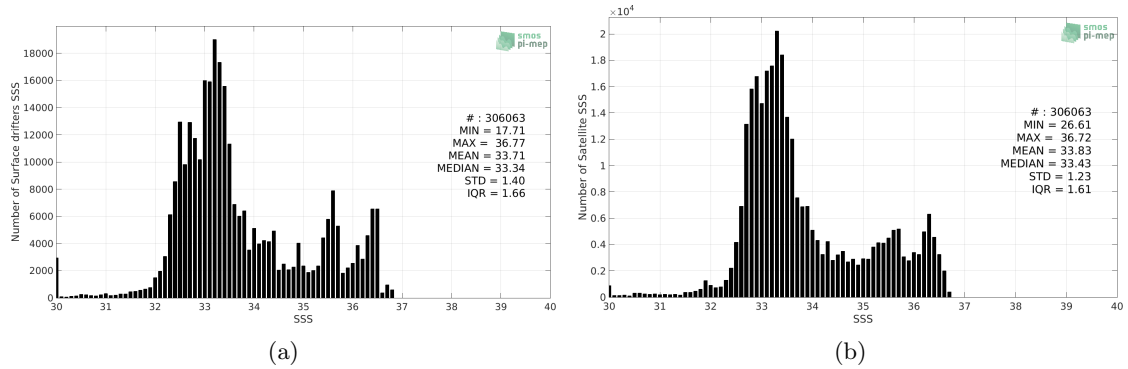 18000
16000
14000
12000
10000
8000
6000
4000
2000
0
Number of Surface drifters SSS
smos
pi-mep
# : 306063
MIN = 17.71
MAX = 36.77
MEAN = 33.71
MEDIAN = 33.34
STD = 1.40
IQR = 1.66
30 31 32 33 34 35 36 37 38 39 40
SSS
(a)
×10⁴
2
1.8
1.6
1.4
1.2
1
0.8
0.6
0.4
0.2
0
Number of Satellite SSS
smos
pi-mep
# : 306063
MIN = 26.61
MAX = 36.72
MEAN = 33.83
MEDIAN = 33.43
STD = 1.23
IQR = 1.61
30 31 32 33 34 35 36 37 38 39 40
SSS
(b)